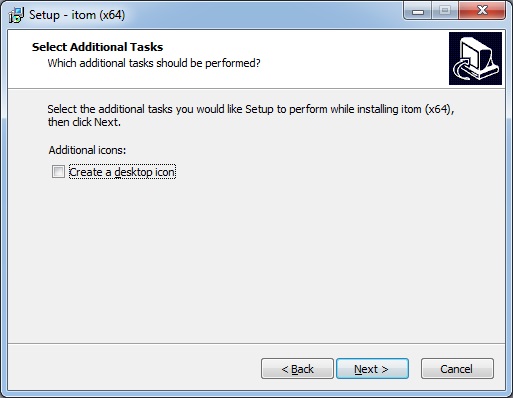 Setup - itom (x64)
Select Additional Tasks
Which additional tasks should be performed?
Select the additional tasks you would like Setup to perform while installing itom (x64),
then click Next.
Additional icons:
Create a desktop icon
< Back
Next >
Cancel